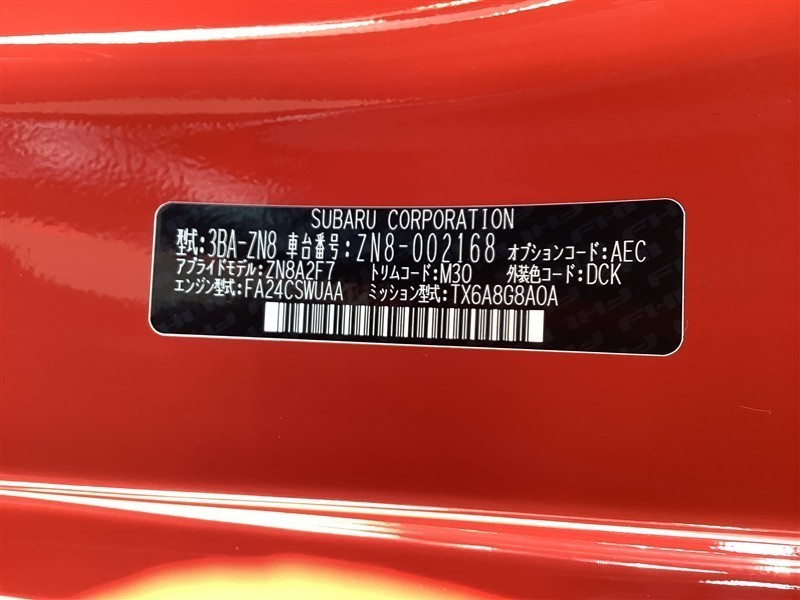 SUBARU CORPORATION
型式:3BA-ZN8 車台番号:ZN8-002168 オプションコード:AEC
アプライドモデル:ZN8A2F7 トリムコード:M30 外装色コード:DCK
エンジン型式:FA24CSWUAA ミッション型式:TX6A8G8A0A